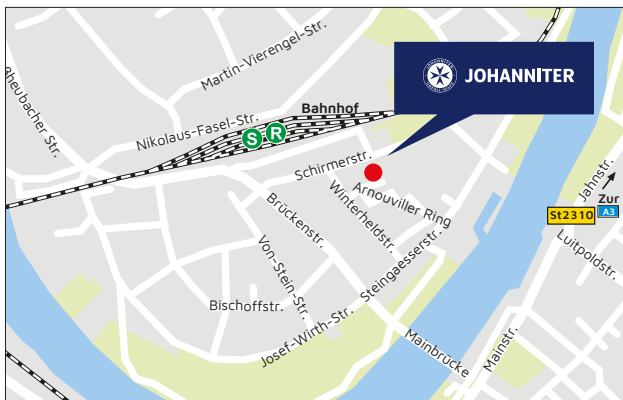 Martin-Vierengel-Str.
JOHANNITER
Bahnhof
Nikolaus-Fasel-Str.
heubacher Str.
S R
Schirmerstr.
Arnouviller Ring
Winterheldstr.
Brückenstr.
Von-Stein-Str.
Steingaesserstr.
Bischoffstr.
Josef-Wirth-Str.
Mainbrücke
Mainstr.
Jahnstr.
Zur
A3
St2310
Luitpoldstr.